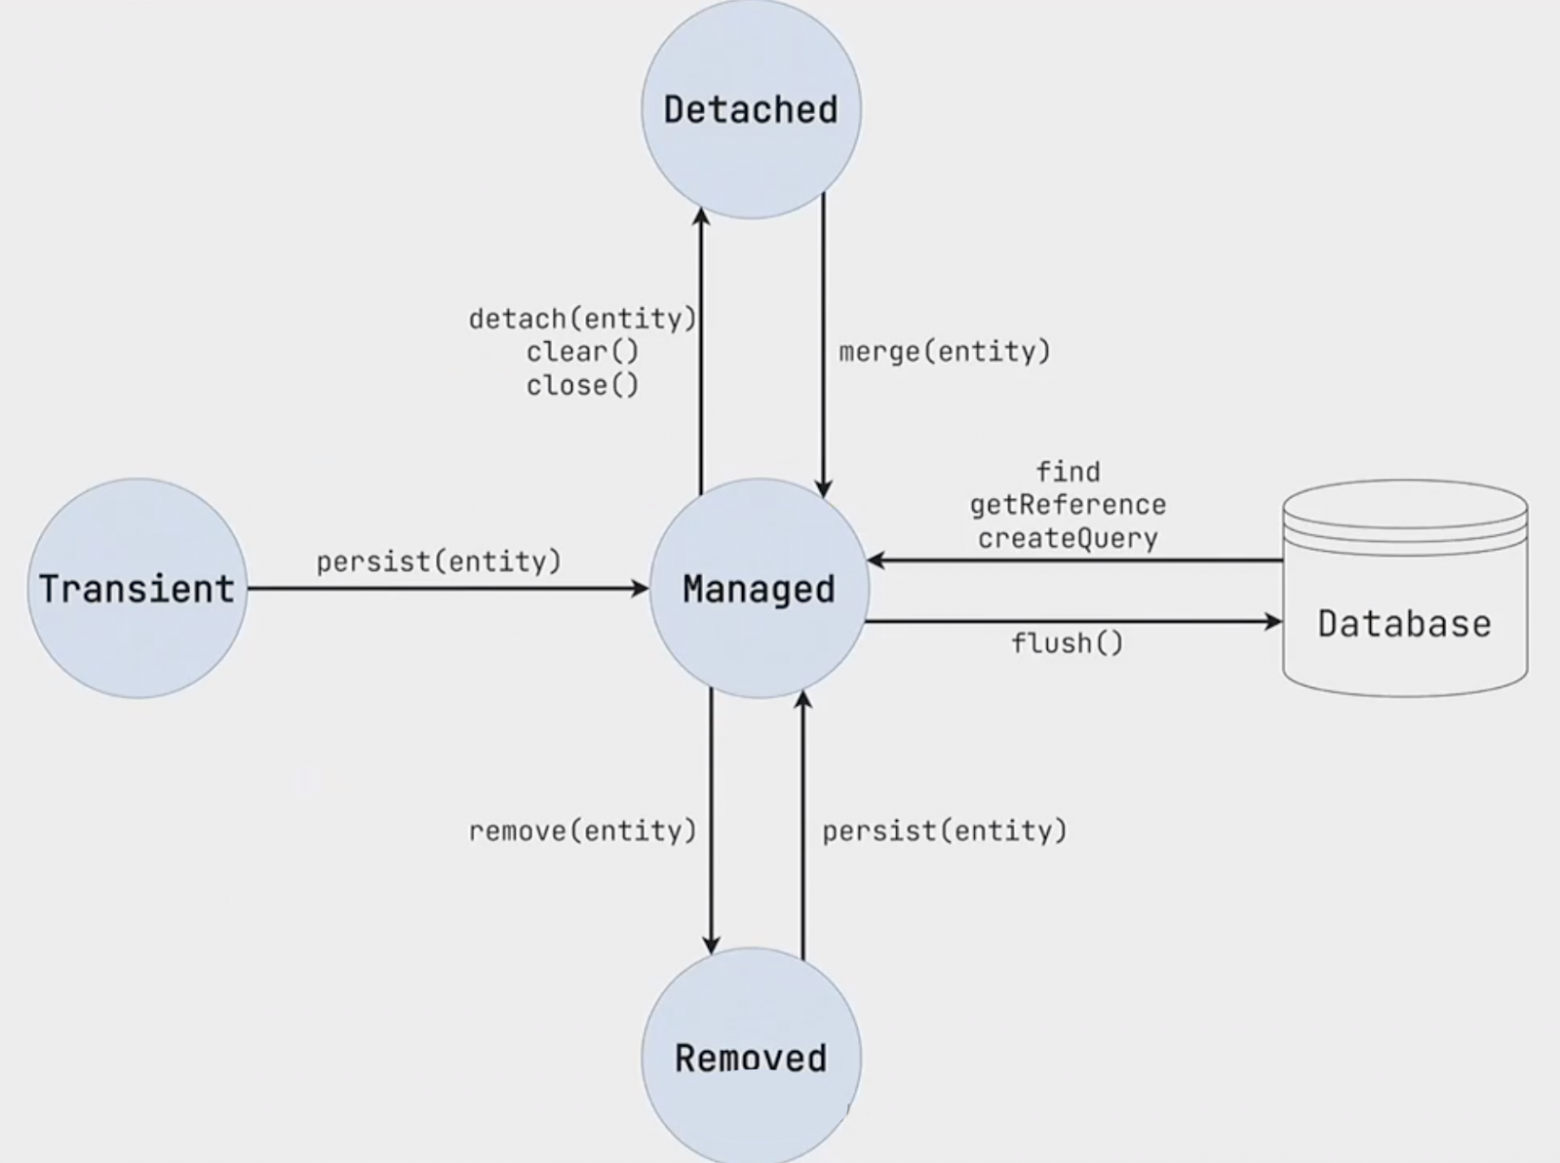 Detached
detach(entity)
clear()
close()
merge(entity)
find
getReference
createQuery
Transient
persist(entity)
Managed
flush()
Database
remove(entity)
persist(entity)
Removed